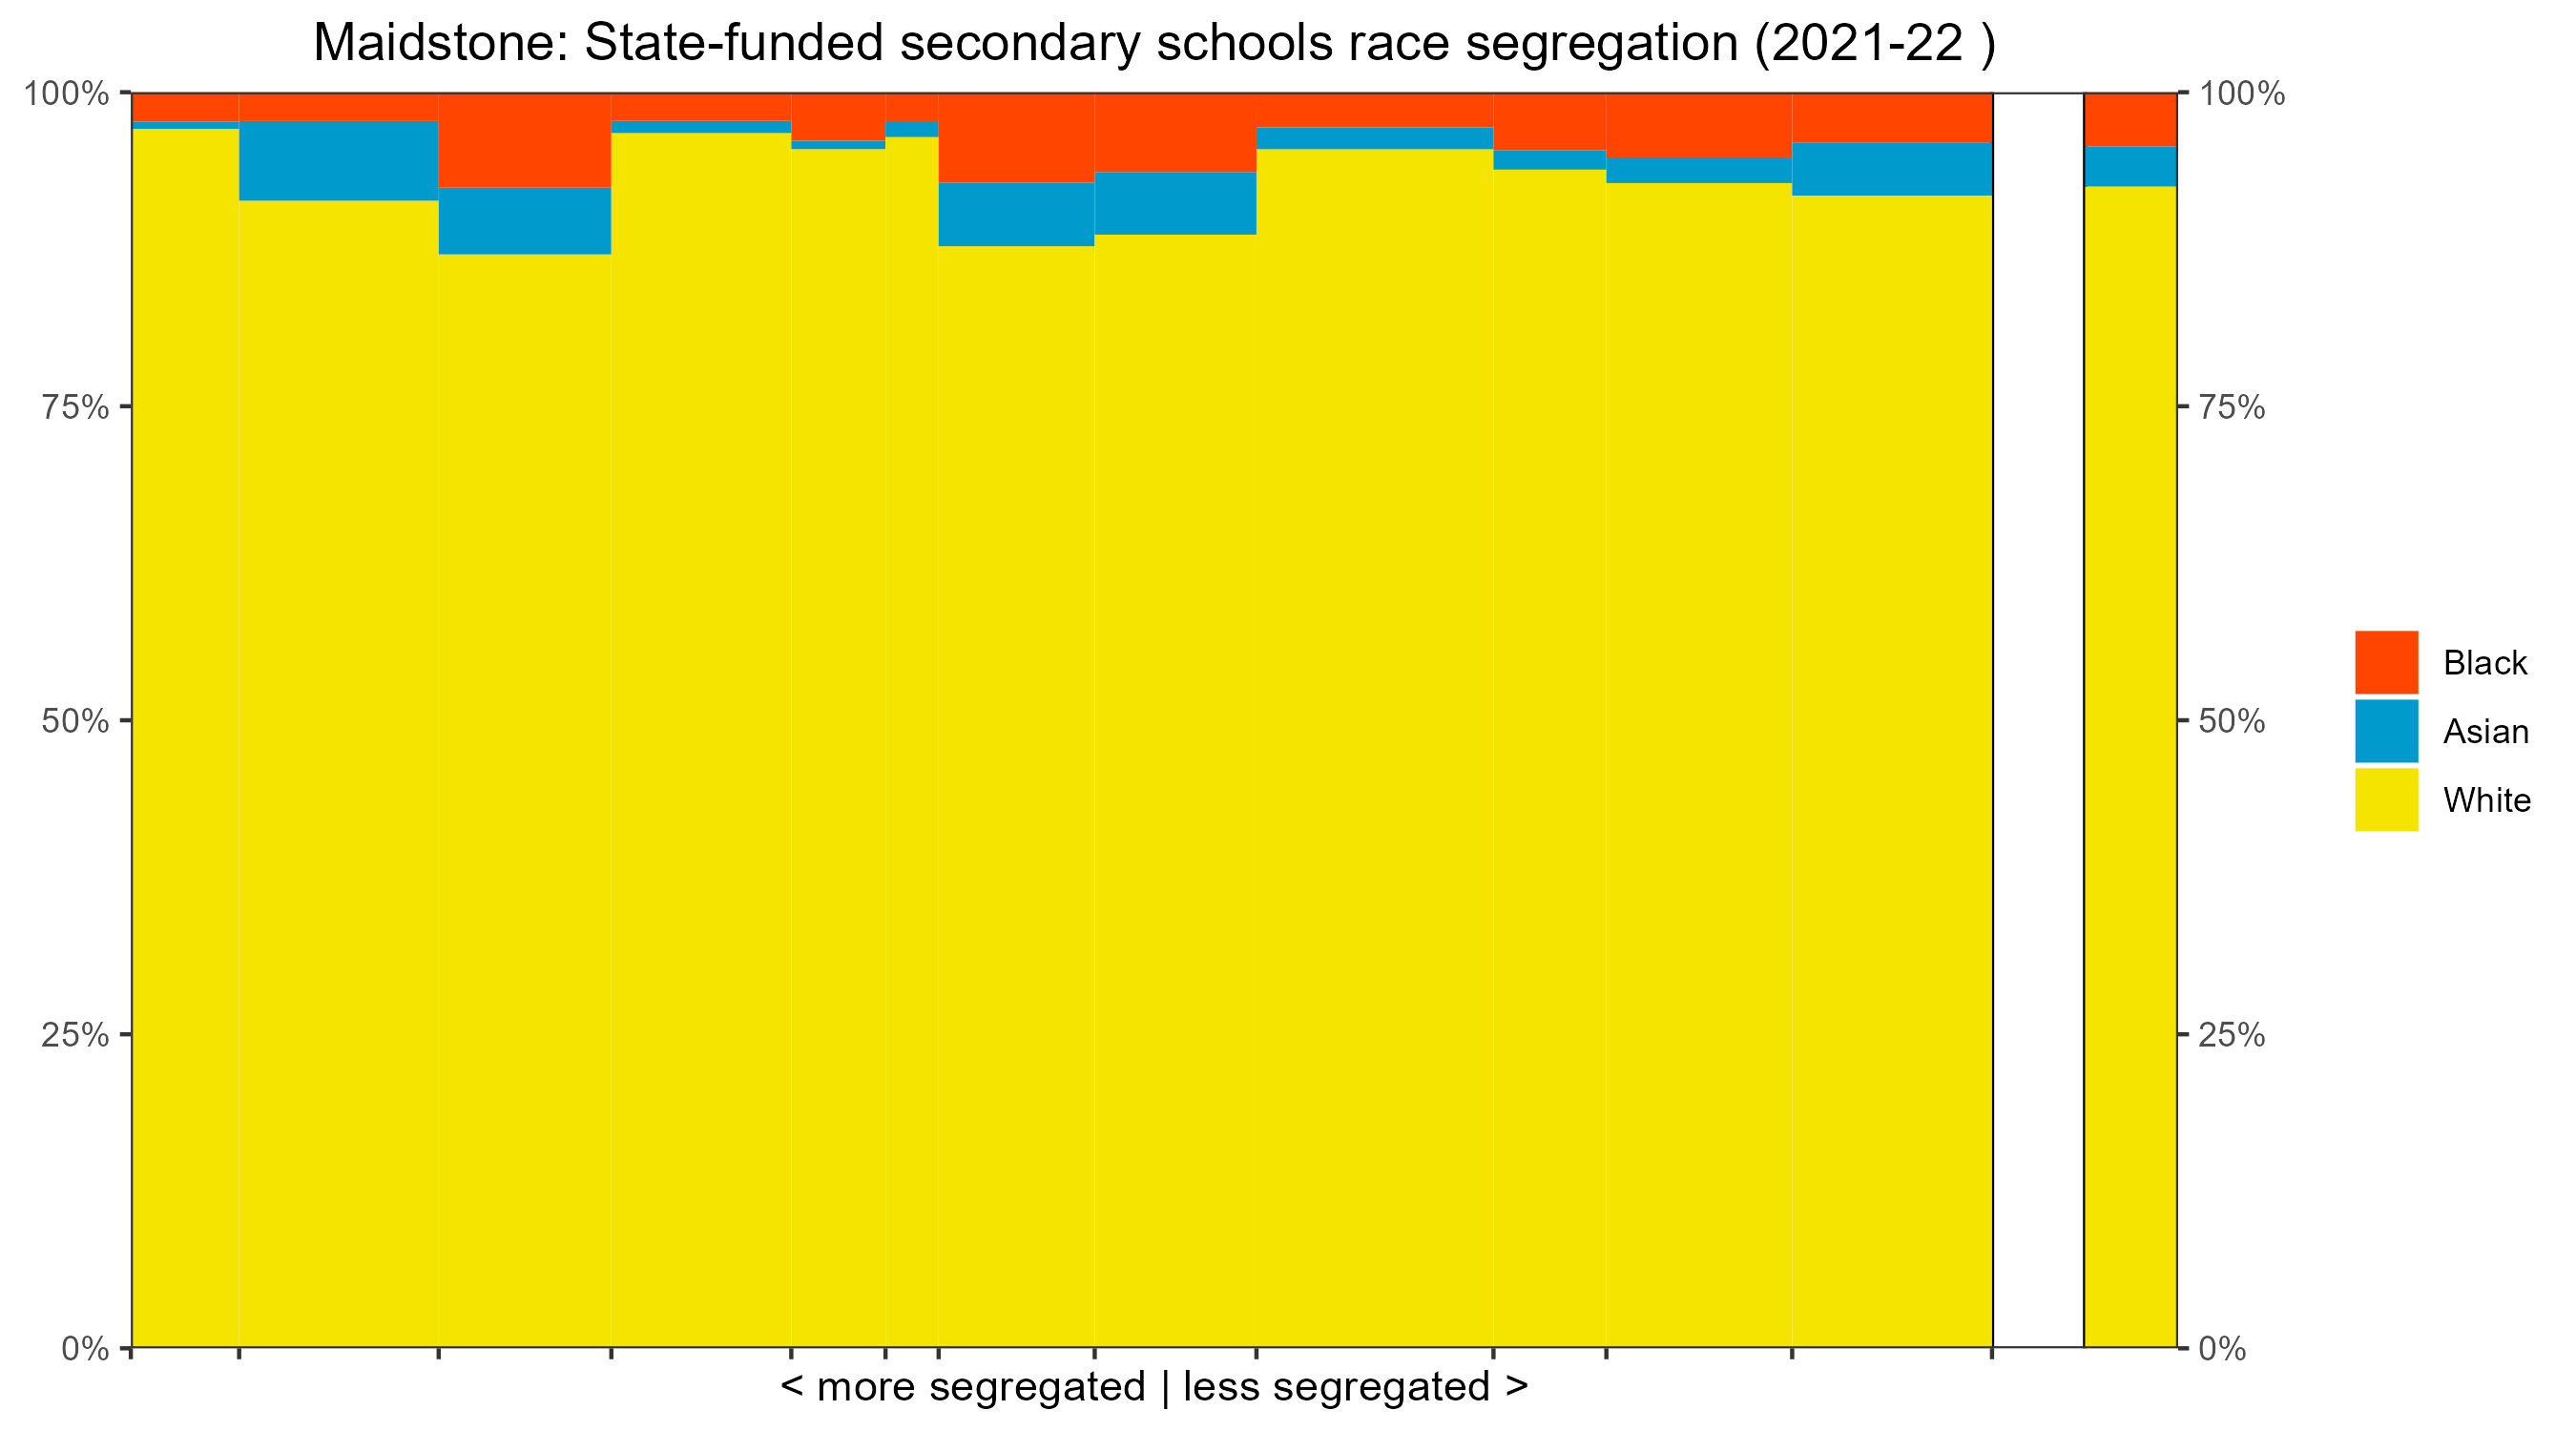 Maidstone: State-funded secondary schools race segregation (2021-22 )
100%
75%
50%
25%
0%
100%
75%
50%
25%
0%
< more segregated | less segregated >
Black
Asian
White